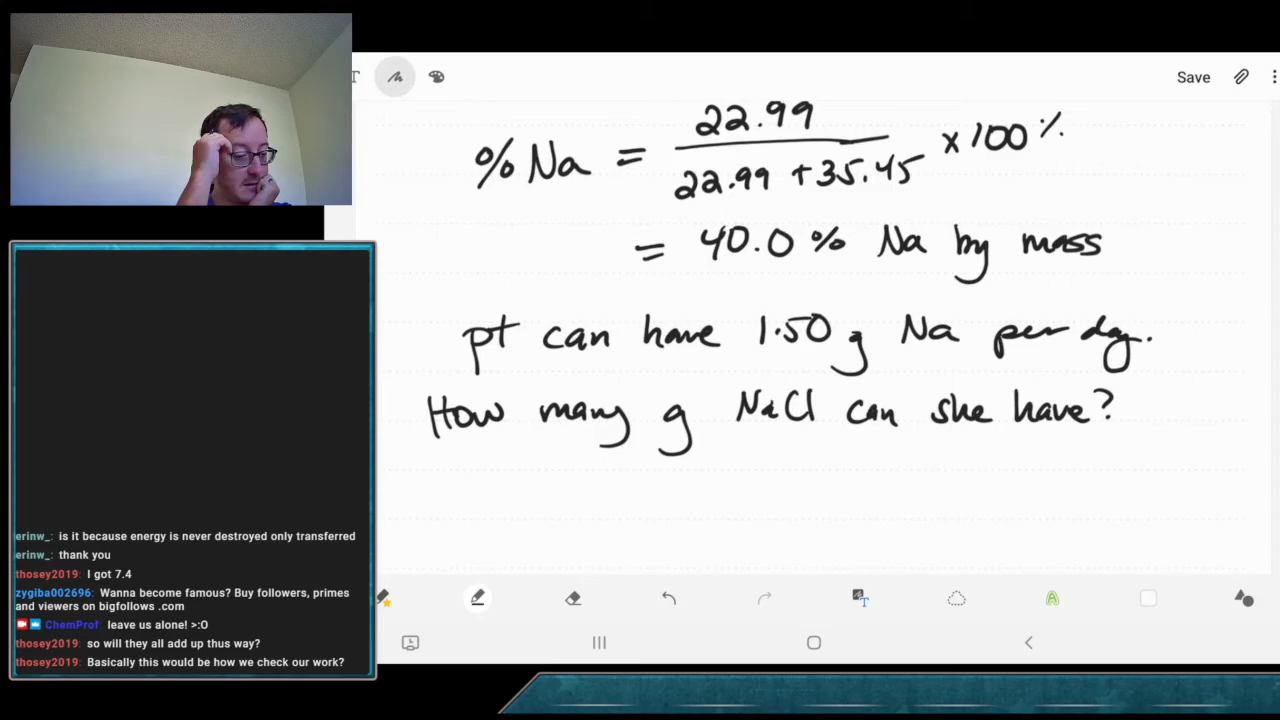 T
Save
%Na = 22.99 / 22.99 + 35.45 × 100%
= 40.0% Na by mass
pt can have 1.50 g Na per day.
How many g NaCl can she have?
erinw_: is it because energy is never destroyed only transferred
erinw_: thank you
thosey2019: I got 7.4
zygiba002696: Wanna become famous? Buy followers, primes
and viewers on bigfollows .com
ChemProf: leave us alone! >:O
thosey2019: so will they all add up thus way?
thosey2019: Basically this would be how we check our work?
T
A